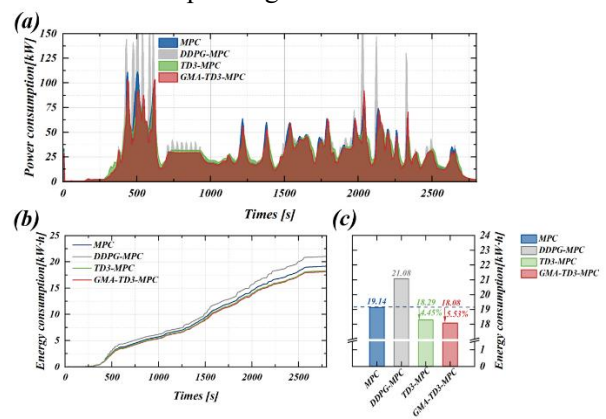 (a)
Power consumption[kW]
150
125
100
75
50
25
0
MPC
DDPG-MPC
TD3-MPC
GMA-TD3-MPC
0 500 1000 1500 2000 2500
Times [s]
(b)
Energy consumption[kW·h]
25
20
15
10
5
0
MPC
DDPG-MPC
TD3-MPC
GMA-TD3-MPC
0 500 1000 1500 2000 2500
Times [s]
(c)
19.14
21.08
18.29
4.45%
18.08
5.53%
MPC
DDPG-MPC
TD3-MPC
GMA-TD3-MPC
24
23
22
21
20
19
18
1
0
Energy consumption[kW·h]
MPC
DDPG-MPC
TD3-MPC
GMA-TD3-MPC